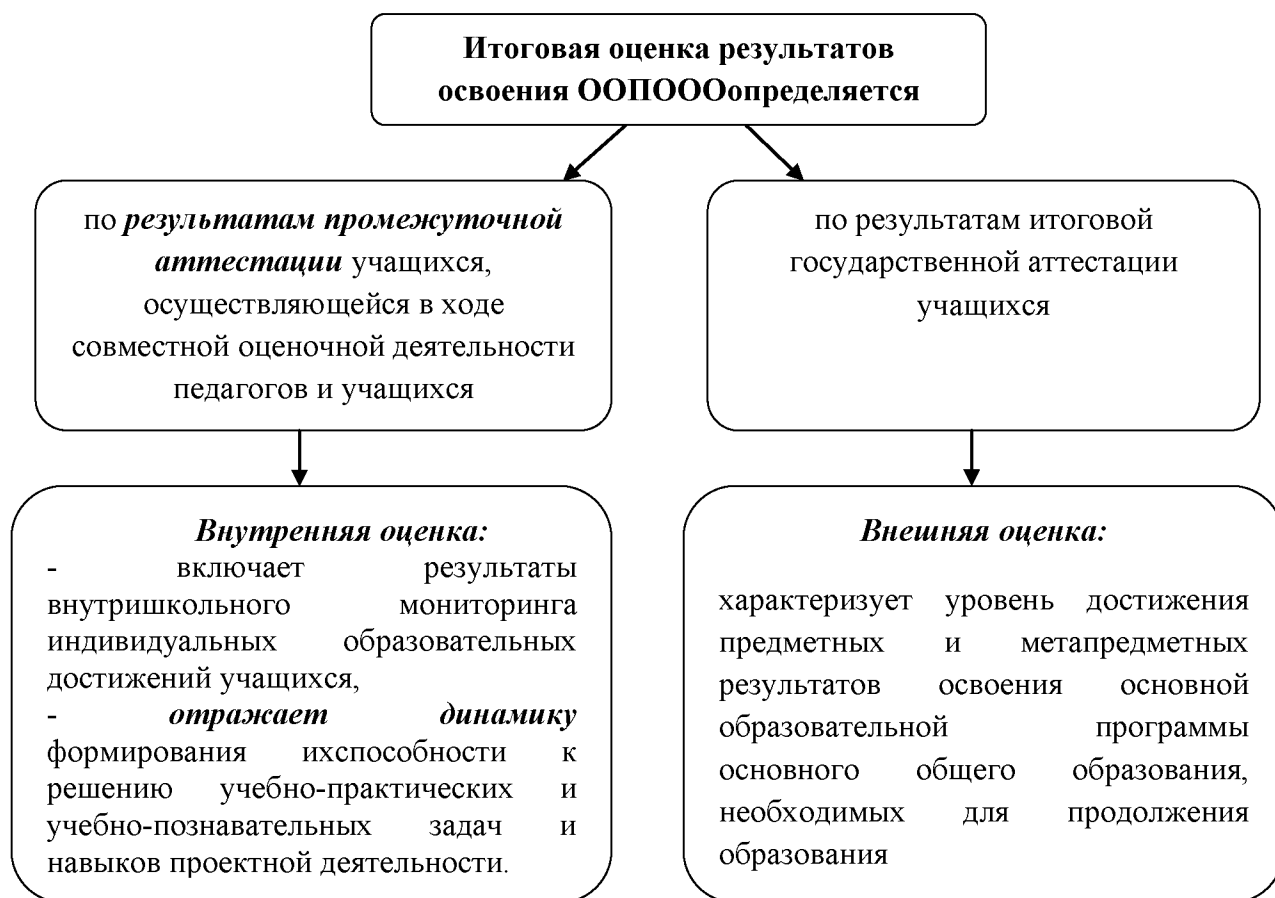 Итоговая оценка результатов
освоения ООПОООопределяется
по результатам промежуточной
аттестации учащихся,
осуществляющейся в ходе
совместной оценочной деятельности
педагогов и учащихся
по результатам итоговой
государственной аттестации
учащихся
Внутренняя оценка:
- включает результаты
внутришкольного мониторинга
индивидуальных образовательных
достижений учащихся,
- отражает динамику
формирования ихспособности к
решению учебно-практических и
учебно-познавательных задач и
навыков проектной деятельности.
Внешняя оценка:
характеризует уровень достижения
предметных и метапредметных
результатов освоения основной
образовательной программы
основного общего образования,
необходимых для продолжения
образования